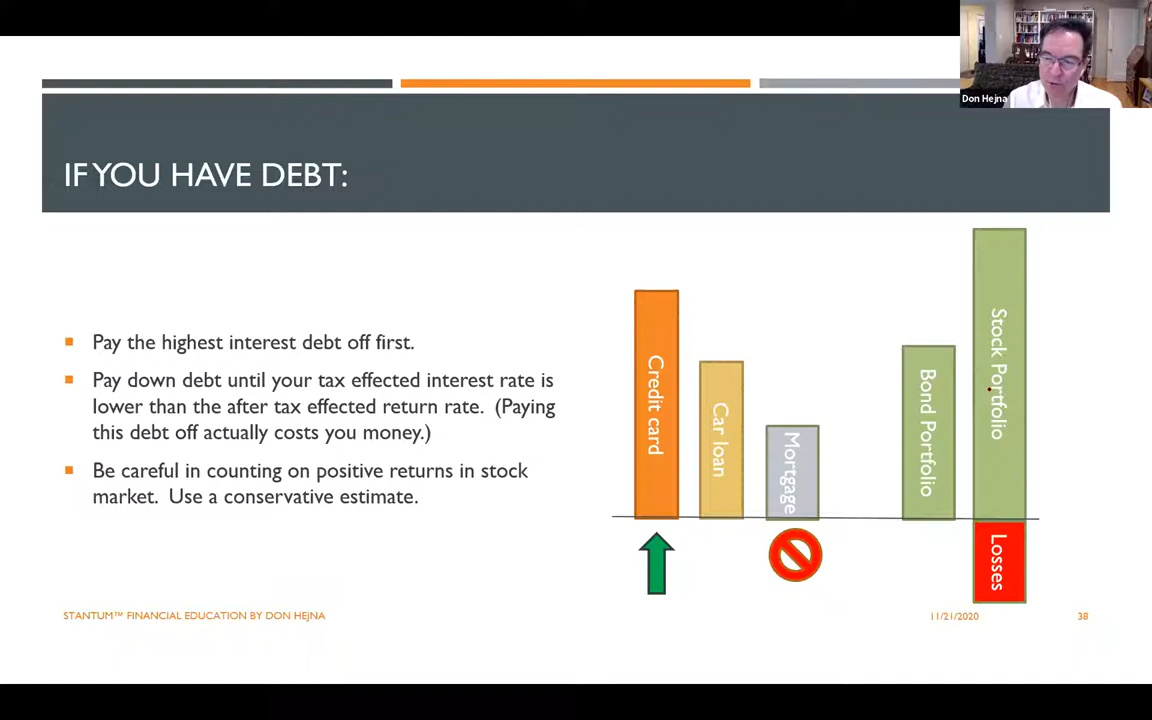 Don Hejna
IF YOU HAVE DEBT:
Pay the highest interest debt off first.
Pay down debt until your tax effected interest rate is
lower than the after tax effected return rate. (Paying
this debt off actually costs you money.)
Be careful in counting on positive returns in stock
market. Use a conservative estimate.
Credit card
Car loan
Mortgage
Bond Portfolio
Stock Portfolio
Losses
STANTUM™ FINANCIAL EDUCATION BY DON HEJNA
11/21/2020
38